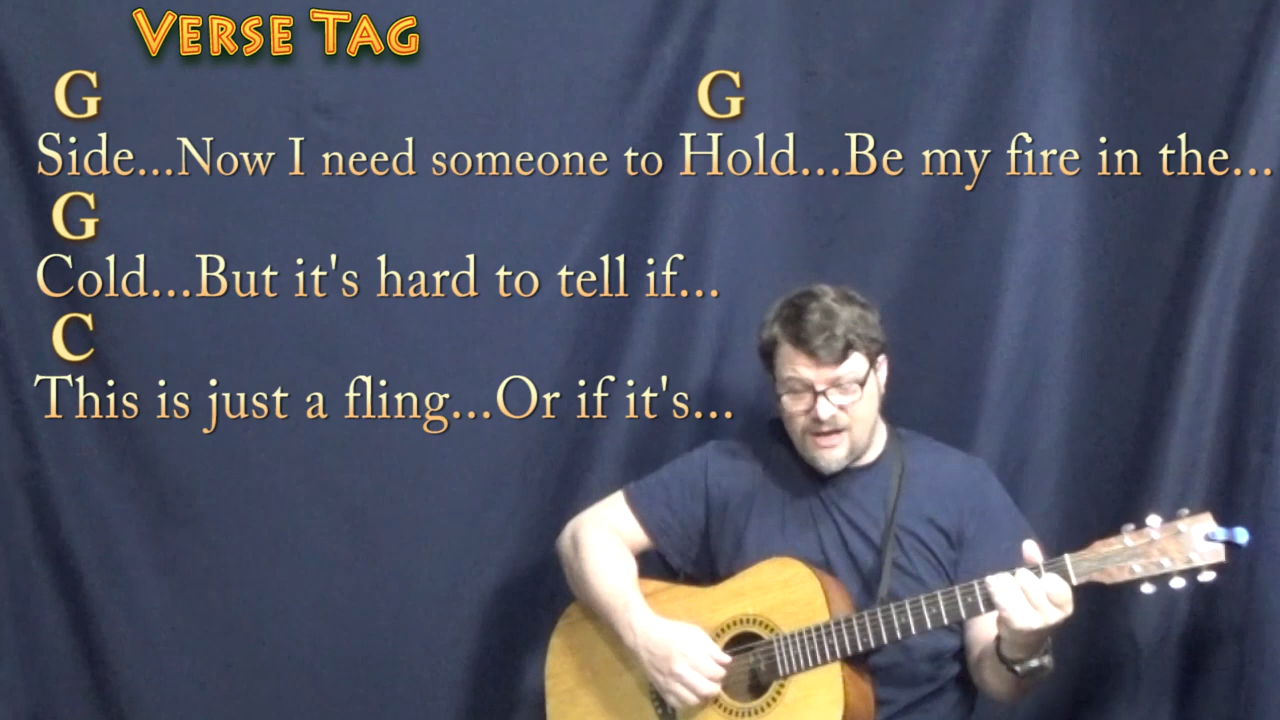 VERSE TAG
G G
Side...Now I need someone to Hold...Be my fire in the...
G
Cold...But it's hard to tell if...
C
This is just a fling...Or if it's...